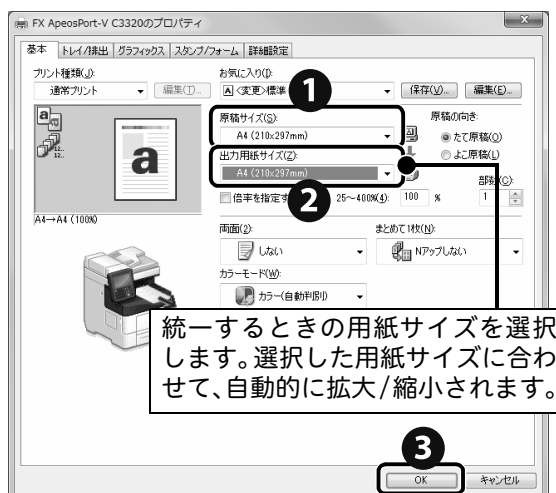 FX ApeosPort-V C3320のプロパティ
基本 トレイ/排出 グラフィックス スタンプ/フォーム 詳細設定
プリント種類(J):
通常プリント
編集(T)...
お気に入り(I):
A <変更>標準
保存(V)...
編集(E)...
1
原稿サイズ(S):
A4 (210x297mm)
出力用紙サイズ(Z):
A4 (210x297mm)
2
倍率を指定す
25～400%(4):
100
%
原稿の向き:
たて原稿(O)
よこ原稿(L)
部数(C):
1
a
a
A4→A4 (100%)
両面(2):
しない
まとめて1枚(N):
Nアップしない
カラーモード(W):
カラー(自動判別)
統一するときの用紙サイズを選択
します。選択した用紙サイズに合わ
せて、自動的に拡大/縮小されます。
3
OK
キャンセル